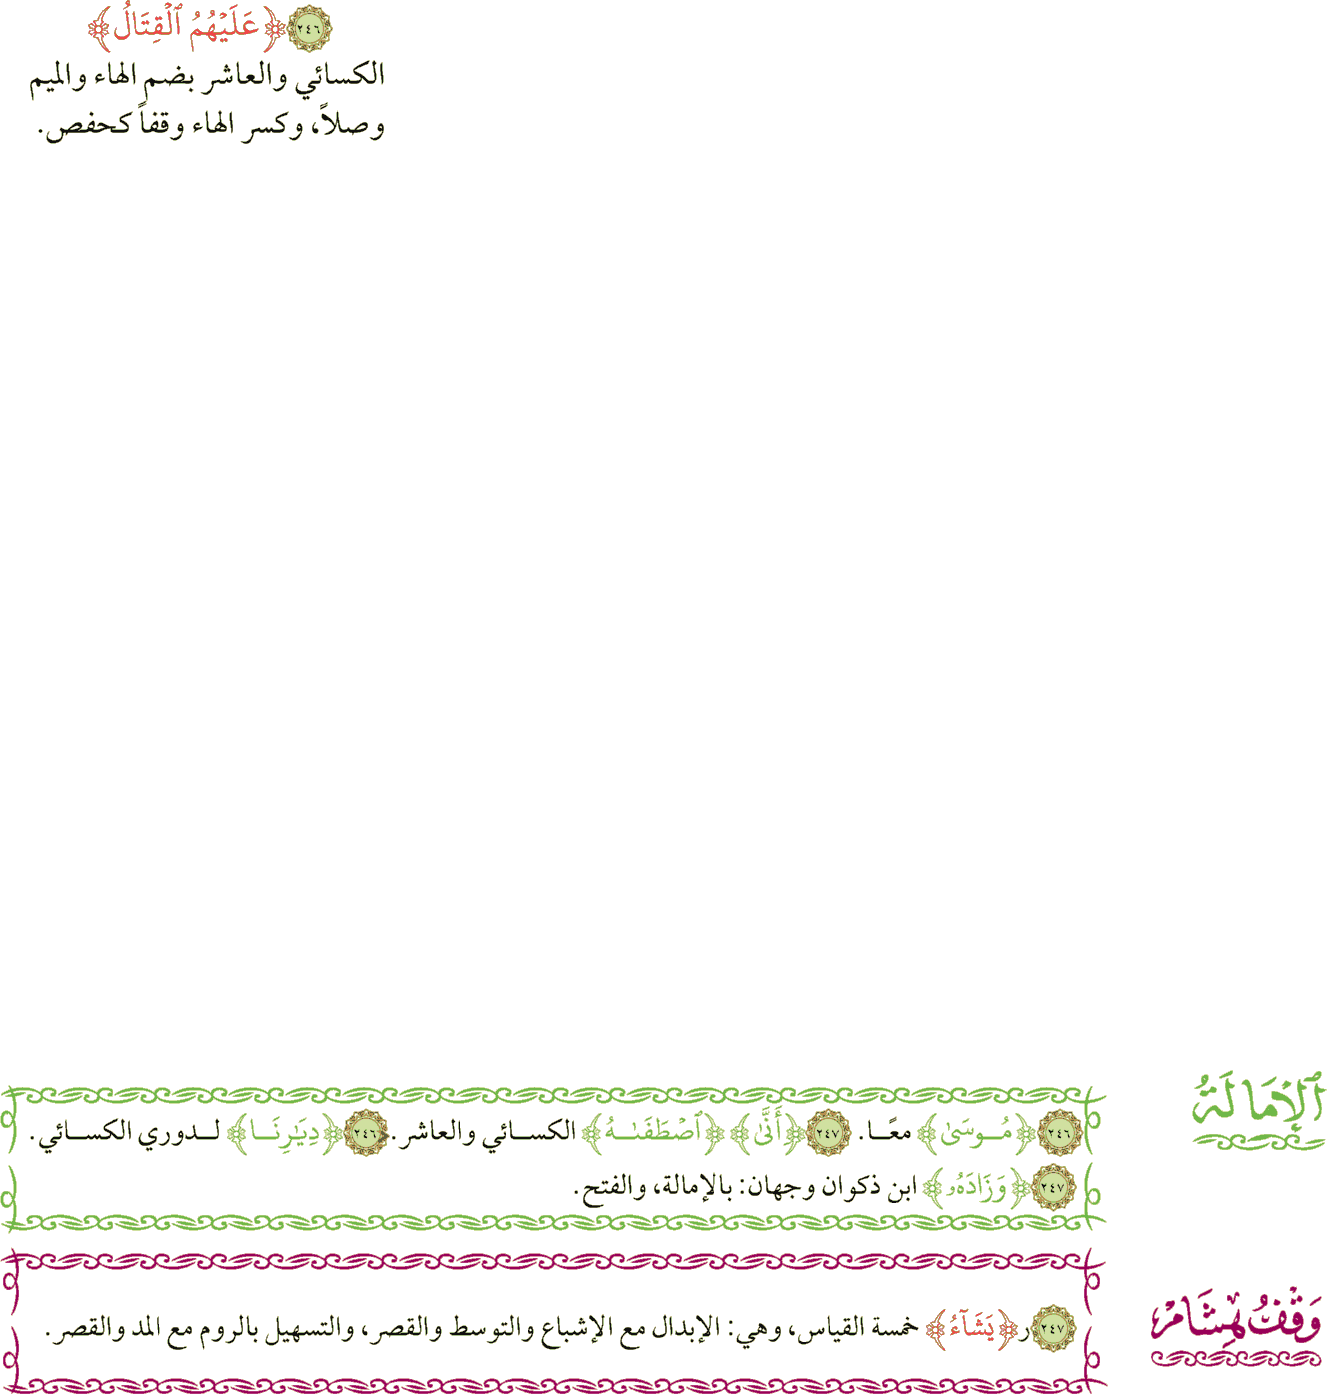 ٢٤٦ ﴿عَلَيْهُمُ ٱلْقِتَالُ﴾
الكسائي والعاشر بضم الهاء والميم
وصلاً، وكسر الهاء وقفاً كحفص.
ٱلْإِمَالَةُ
٢٤٦ ﴿مُوسَىٰ﴾ معًا. ٢٤٧ ﴿أَنَّىٰ﴾ ﴿ٱصْطَفَىٰهُ﴾ الكسائي والعاشر. ٢٤٦ ﴿دِيَٰرِنَا﴾ لدوري الكسائي.
٢٤٧ ﴿وَزَادَهُۥ﴾ ابن ذكوان وجهان: بالإمالة، والفتح.
وَقْفُ هِشَامْ
٢٤٧ ﴿يَشَآءُ﴾ خمسة القياس، وهي: الإبدال مع الإشباع والتوسط والقصر، والتسهيل بالروم مع المد والقصر.